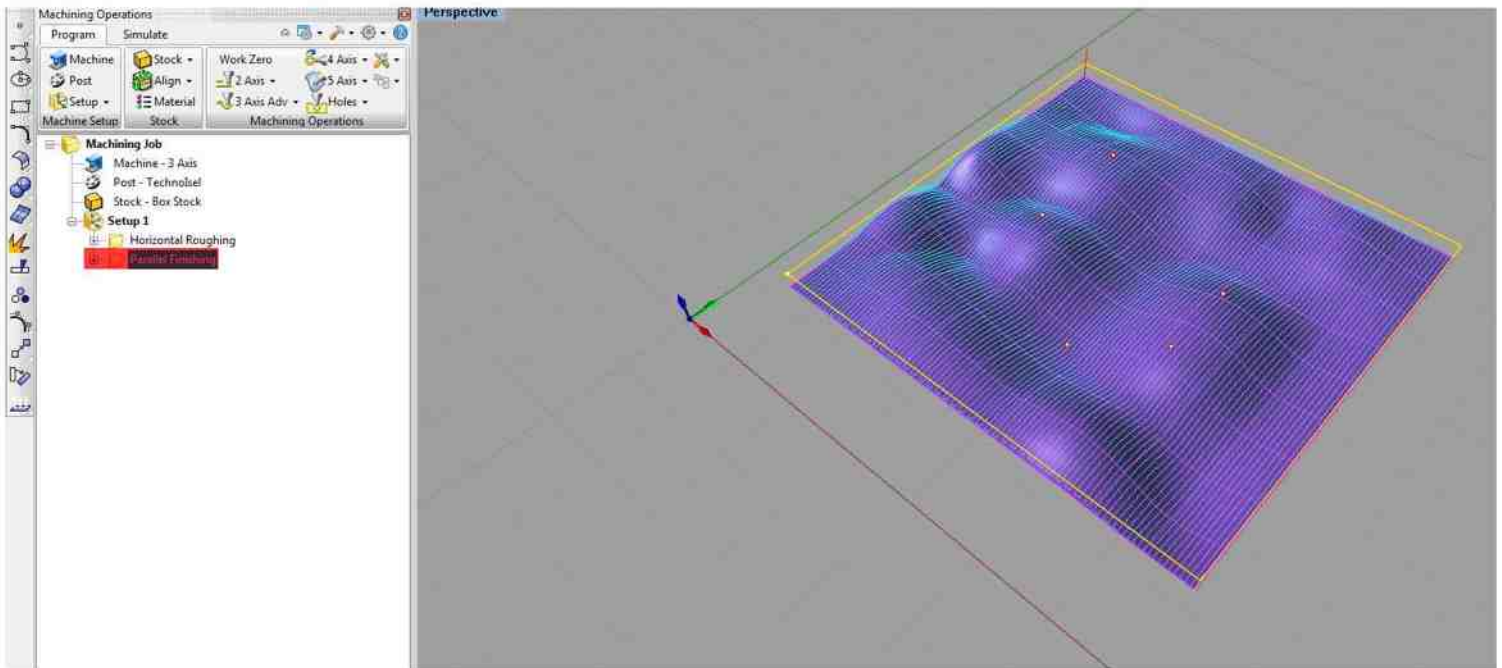 Machining Operations
Perspective
Program Simulate
Machine Stock Work Zero 4 Axis
Post Align 2 Axis 5 Axis
Setup Material 3 Axis Adv Holes
Machine Setup Stock Machining Operations
Machining Job
Machine - 3 Axis
Post - TechnoIsel
Stock - Box Stock
Setup 1
Horizontal Roughing
Parallel Finishing